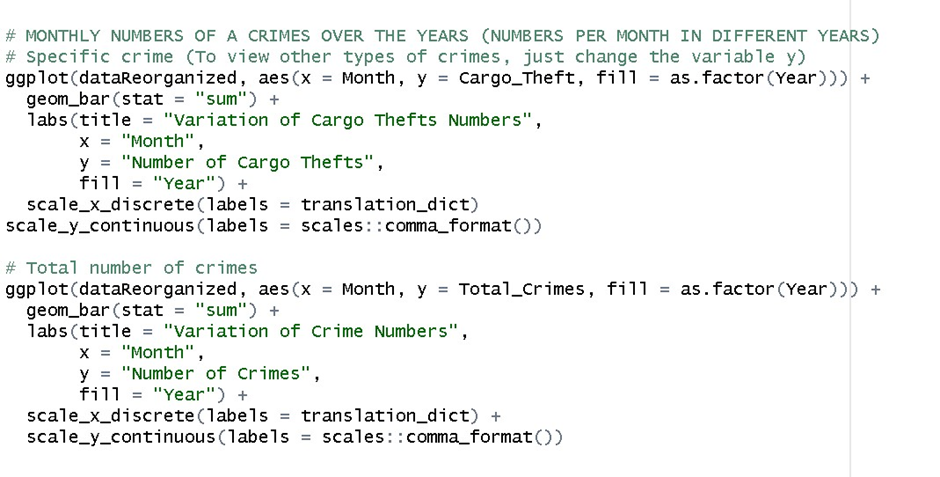 # MONTHLY NUMBERS OF A CRIMES OVER THE YEARS (NUMBERS PER MONTH IN DIFFERENT YEARS)
# Specific crime (To view other types of crimes, just change the variable y)
ggplot(dataReorganized, aes(x = Month, y = Cargo_Theft, fill = as.factor(Year))) +
  geom_bar(stat = "sum") +
  labs(title = "Variation of Cargo Thefts Numbers",
       x = "Month",
       y = "Number of Cargo Thefts",
       fill = "Year") +
  scale_x_discrete(labels = translation_dict)
scale_y_continuous(labels = scales::comma_format())

# Total number of crimes
ggplot(dataReorganized, aes(x = Month, y = Total_Crimes, fill = as.factor(Year))) +
  geom_bar(stat = "sum") +
  labs(title = "Variation of Crime Numbers",
       x = "Month",
       y = "Number of Crimes",
       fill = "Year") +
  scale_x_discrete(labels = translation_dict) +
  scale_y_continuous(labels = scales::comma_format())